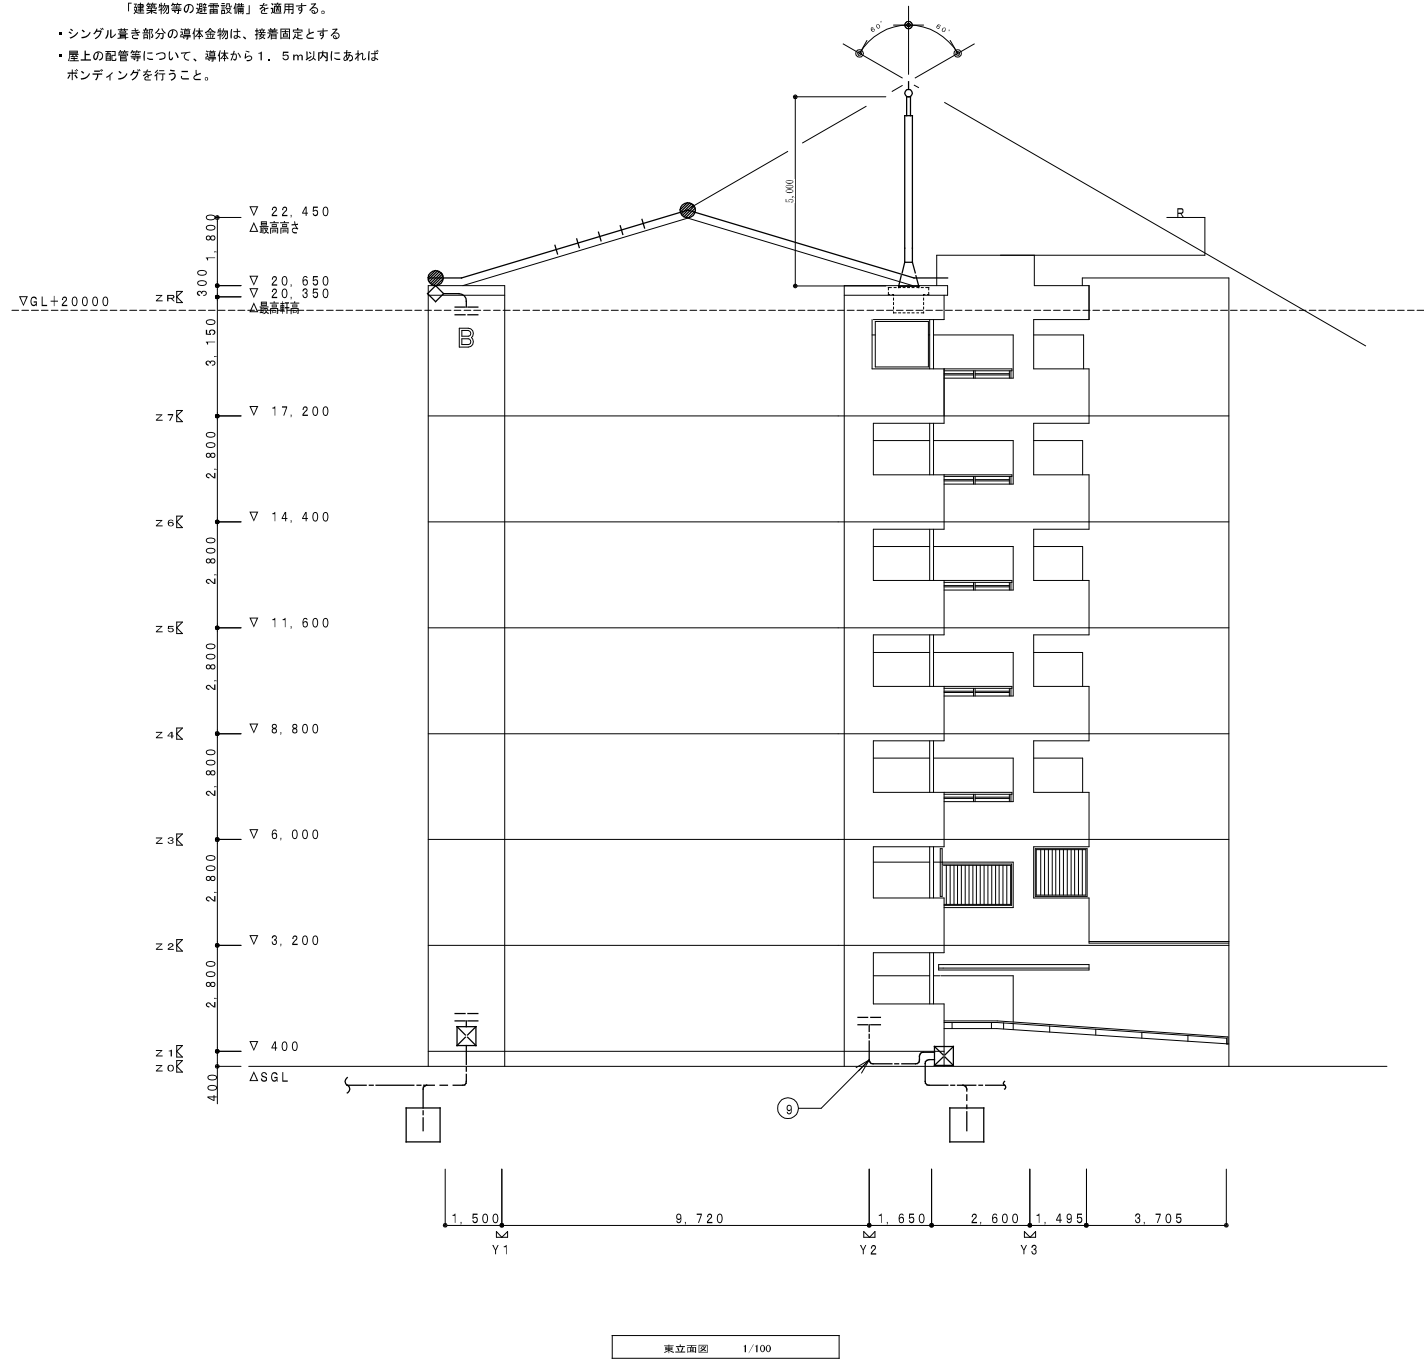 「建築物等の避雷設備」を適用する。
・シングル葺き部分の導体金物は、接着固定とする
・屋上の配管等について、導体から１．５ｍ以内にあれば
ボンディングを行うこと。
60°
60°
5,000
R
▽ 22,450
△最高高さ
1,800
▽ 20,650
300
▽ 20,350
△最高軒高
ZR
▽GL+20000
B
3,150
Z7
▽ 17,200
2,800
Z6
▽ 14,400
2,800
Z5
▽ 11,600
2,800
Z4
▽ 8,800
2,800
Z3
▽ 6,000
2,800
Z2
▽ 3,200
2,800
Z1
▽ 400
Z0
△SGL
400
9
1,500
9,720
1,650
2,600
1,495
3,705
Y1
Y2
Y3
東立面図 1/100